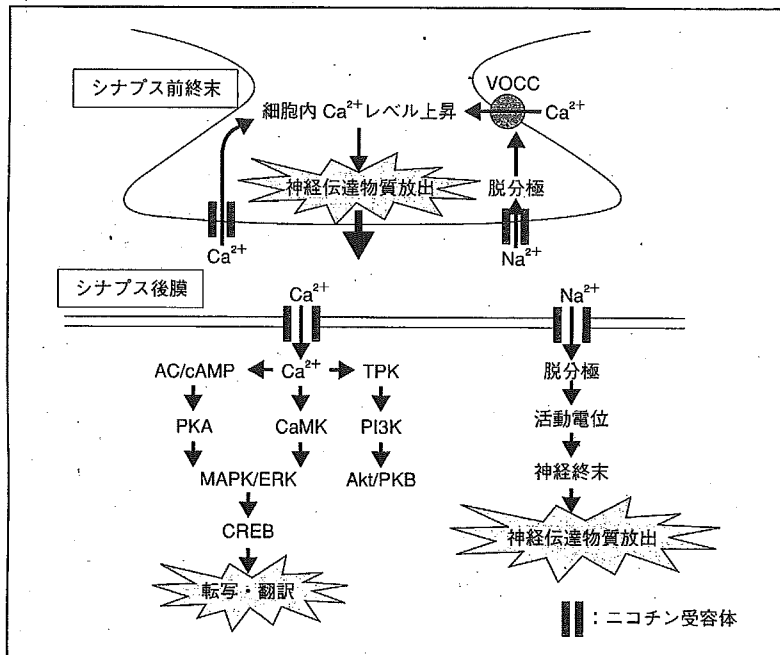 VOCC
シナプス前終末
細胞内 Ca²⁺レベル上昇
Ca²⁺
神経伝達物質放出
脱分極
Ca²⁺
Na²⁺
シナプス後膜
Ca²⁺
Na²⁺
AC/cAMP
Ca²⁺
TPK
脱分極
PKA
CaMK
PI3K
活動電位
MAPK/ERK
Akt/PKB
神経終末
CREB
神経伝達物質放出
転写・翻訳
：ニコチン受容体